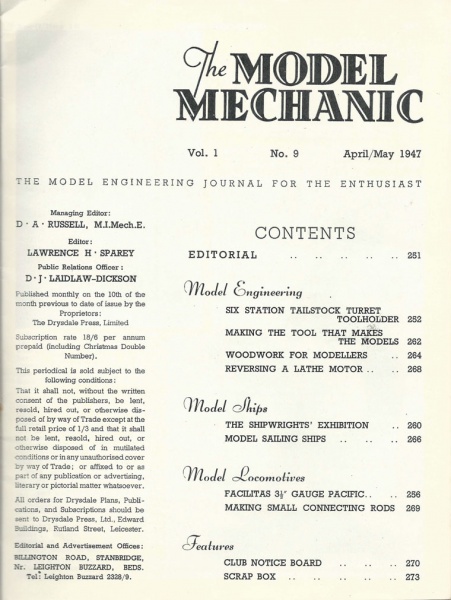 The MODEL
MECHANIC
Vol. 1 No. 9 April/May 1947
THE MODEL ENGINEERING JOURNAL FOR THE ENTHUSIAST
Managing Editor:
D · A · RUSSELL, M.I.Mech.E.
Editor:
LAWRENCE H · SPAREY
Public Relations Officer:
D · J · LAIDLAW-DICKSON
Published monthly on the 10th of the
month previous to date of issue by the
Proprietors:
The Drysdale Press, Limited
Subscription rate 18/6 per annum
prepaid (including Christmas Double
Number).
This periodical is sold subject to the
following conditions:
That it shall not, without the written
consent of the publishers, be lent,
resold, hired out, or otherwise dis-
posed of by way of Trade except at the
full retail price of 1/3 and that it shall
not be lent, resold, hired out, or
otherwise disposed of in mutilated
conditions or in any unauthorised cover
by way of Trade; or affixed to or as
part of any publication or advertising,
literary or pictorial matter whatsoever.
All orders for Drysdale Plans, Publi-
cations, and Subscriptions should be
sent to Drysdale Press, Ltd., Edward
Buildings, Rutland Street, Leicester.
Editorial and Advertisement Offices:
BILLINGTON ROAD, STANBRIDGE,
Nr. LEIGHTON BUZZARD, BEDS.
Tel: Leighton Buzzard 2328/9.
CONTENTS
EDITORIAL .. .. .. .. .. 251
Model Engineering
SIX STATION TAILSTOCK TURRET
TOOLHOLDER 252
MAKING THE TOOL THAT MAKES
THE MODELS 262
WOODWORK FOR MODELLERS .. 264
REVERSING A LATHE MOTOR .. .. 268
Model Ships
THE SHIPWRIGHTS' EXHIBITION .. 260
MODEL SAILING SHIPS .. .. .. 266
Model Locomotives
FACILITAS 3½" GAUGE PACIFIC .. .. 256
MAKING SMALL CONNECTING RODS 269
Features
CLUB NOTICE BOARD .. .. .. 270
SCRAP BOX .. .. .. .. .. 273